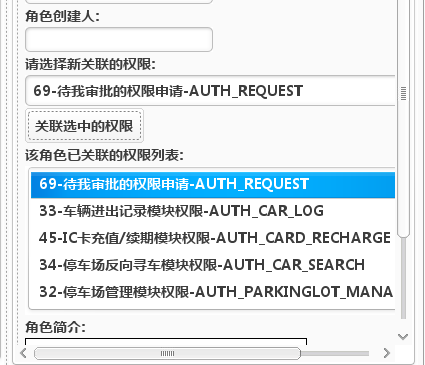 角色创建人:
请选择新关联的权限:
69-待我审批的权限申请-AUTH_REQUEST
关联选中的权限
该角色已关联的权限列表:
69-待我审批的权限申请-AUTH_REQUEST
33-车辆进出记录模块权限-AUTH_CAR_LOG
45-IC卡充值/续期模块权限-AUTH_CARD_RECHARGE
34-停车场反向寻车模块权限-AUTH_CAR_SEARCH
32-停车场管理模块权限-AUTH_PARKINGLOT_MANA
角色简介: